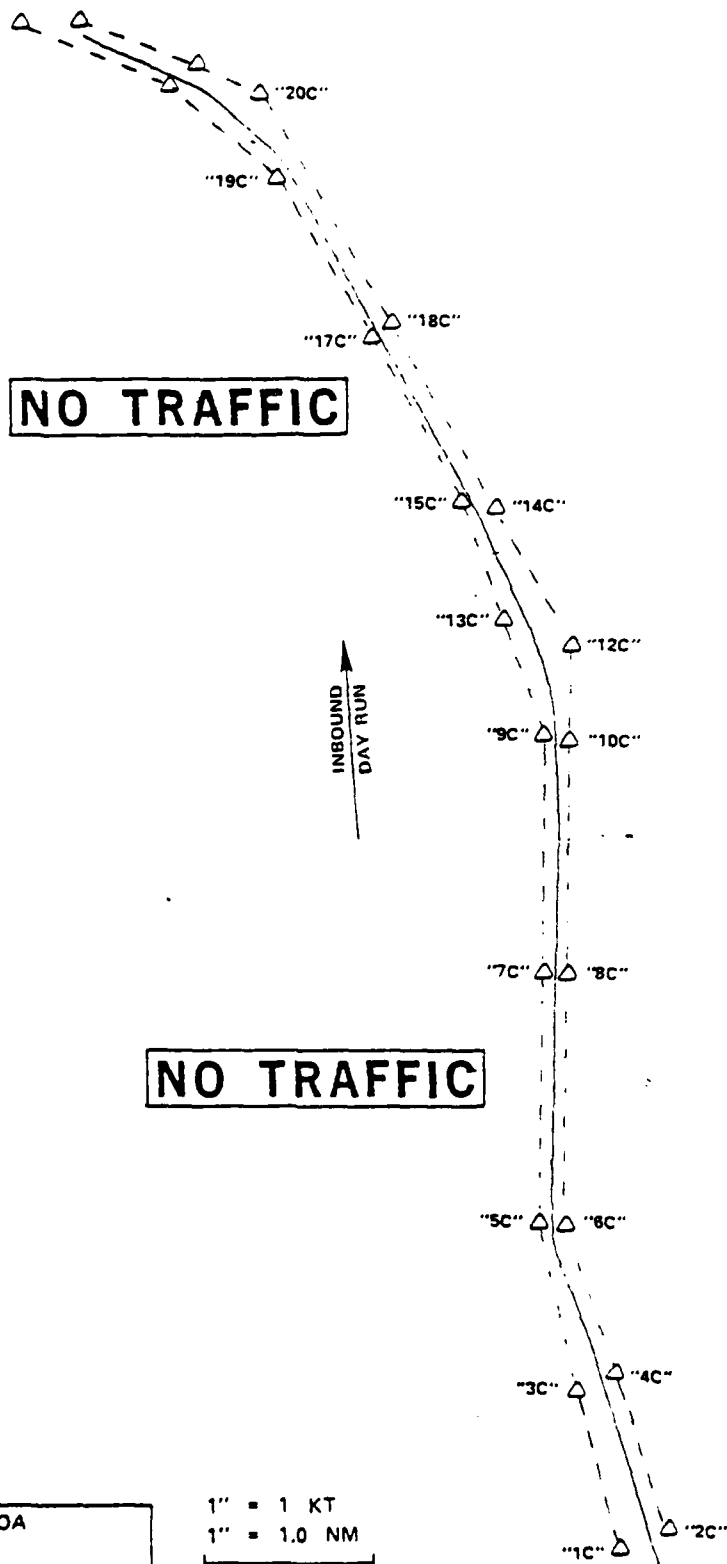 "20C"
"19C"
"18C"
"17C"
NO TRAFFIC
"15C"
"14C"
"13C"
"12C"
INBOUND
DAY RUN
"9C"
"10C"
"7C"
"8C"
NO TRAFFIC
"5C"
"6C"
"4C"
"3C"
OA
1" = 1 KT
1" = 1.0 NM
"2C"
"1C"